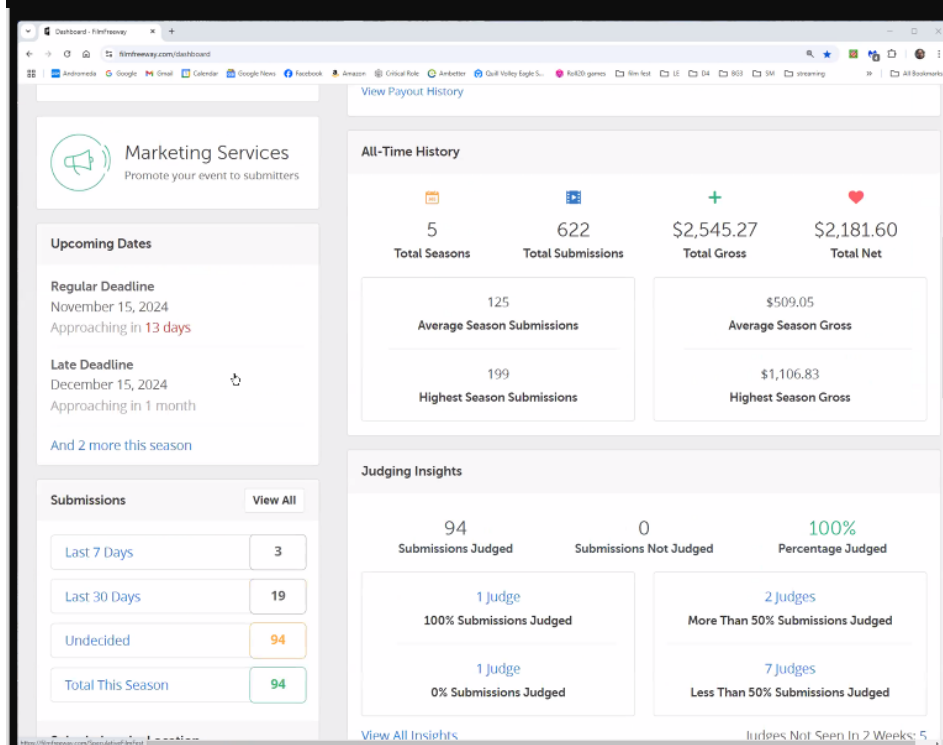 Dashboard - FilmFreeway
filmfreeway.com/dashboard
Andromeda Google Gmail Calendar Google News Facebook Amazon Critical Role Ambetter Quill Valley Eagle S... Roll20 games film fest LE D4 BG3 SM streaming » All Bookmarks
View Payout History
Marketing Services
Promote your event to submitters
Upcoming Dates
Regular Deadline
November 15, 2024
Approaching in 13 days
Late Deadline
December 15, 2024
Approaching in 1 month
And 2 more this season
Submissions View All
Last 7 Days 3
Last 30 Days 19
Undecided 94
Total This Season 94
All-Time History
5 622 $2,545.27 $2,181.60
Total Seasons Total Submissions Total Gross Total Net
125 $509.05
Average Season Submissions Average Season Gross
199 $1,106.83
Highest Season Submissions Highest Season Gross
Judging Insights
94 0 100%
Submissions Judged Submissions Not Judged Percentage Judged
1 Judge 2 Judges
100% Submissions Judged More Than 50% Submissions Judged
1 Judge 7 Judges
0% Submissions Judged Less Than 50% Submissions Judged
View All Insights Judges Not Seen In 2 Weeks: 5